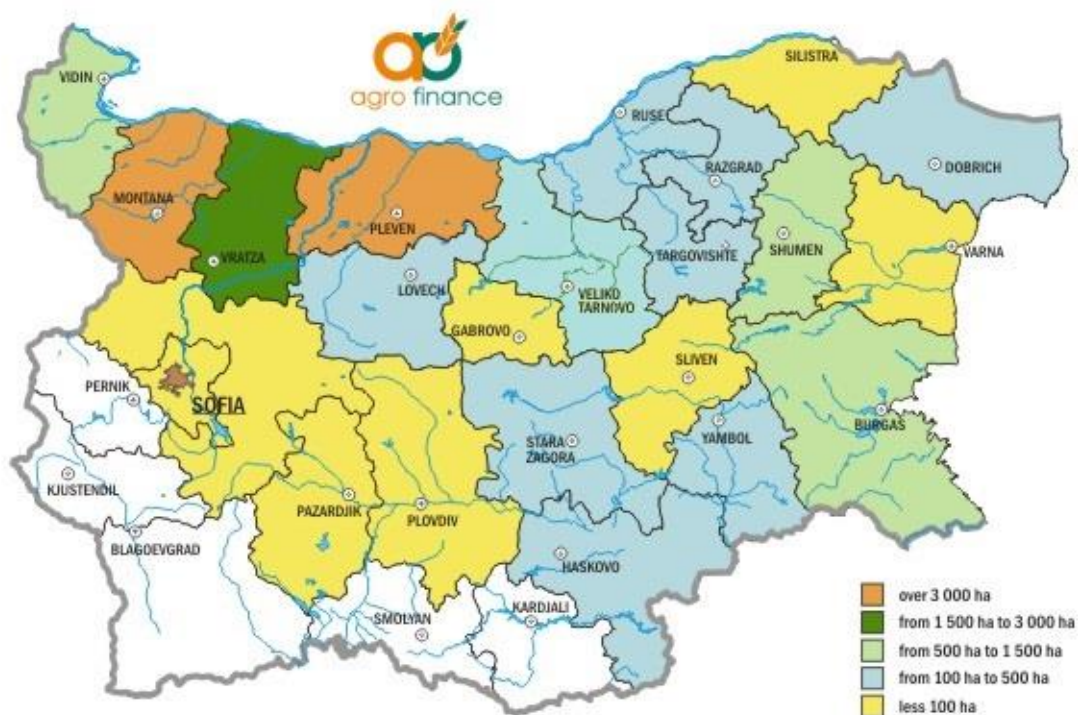 ao
agro finance
SILISTRA
VIDIN
RUSE
DOBRICH
RAZGRAD
MONTANA
PLEVEN
VARNA
SHUMEN
TARGOVISHTE
VRATZA
LOVECH
VELIKO
TARNOVO
GABROVO
SLIVEN
PERNIK
SOFIA
BURGAS
YAMBOL
STARA
ZAGORA
KJUSTENDIL
PAZARDJIK
PLOVDIV
BLAGOEVGRAD
HASKOVO
KARDJALI
SMOLYAN
over 3 000 ha
from 1 500 ha to 3 000 ha
from 500 ha to 1 500 ha
from 100 ha to 500 ha
less 100 ha